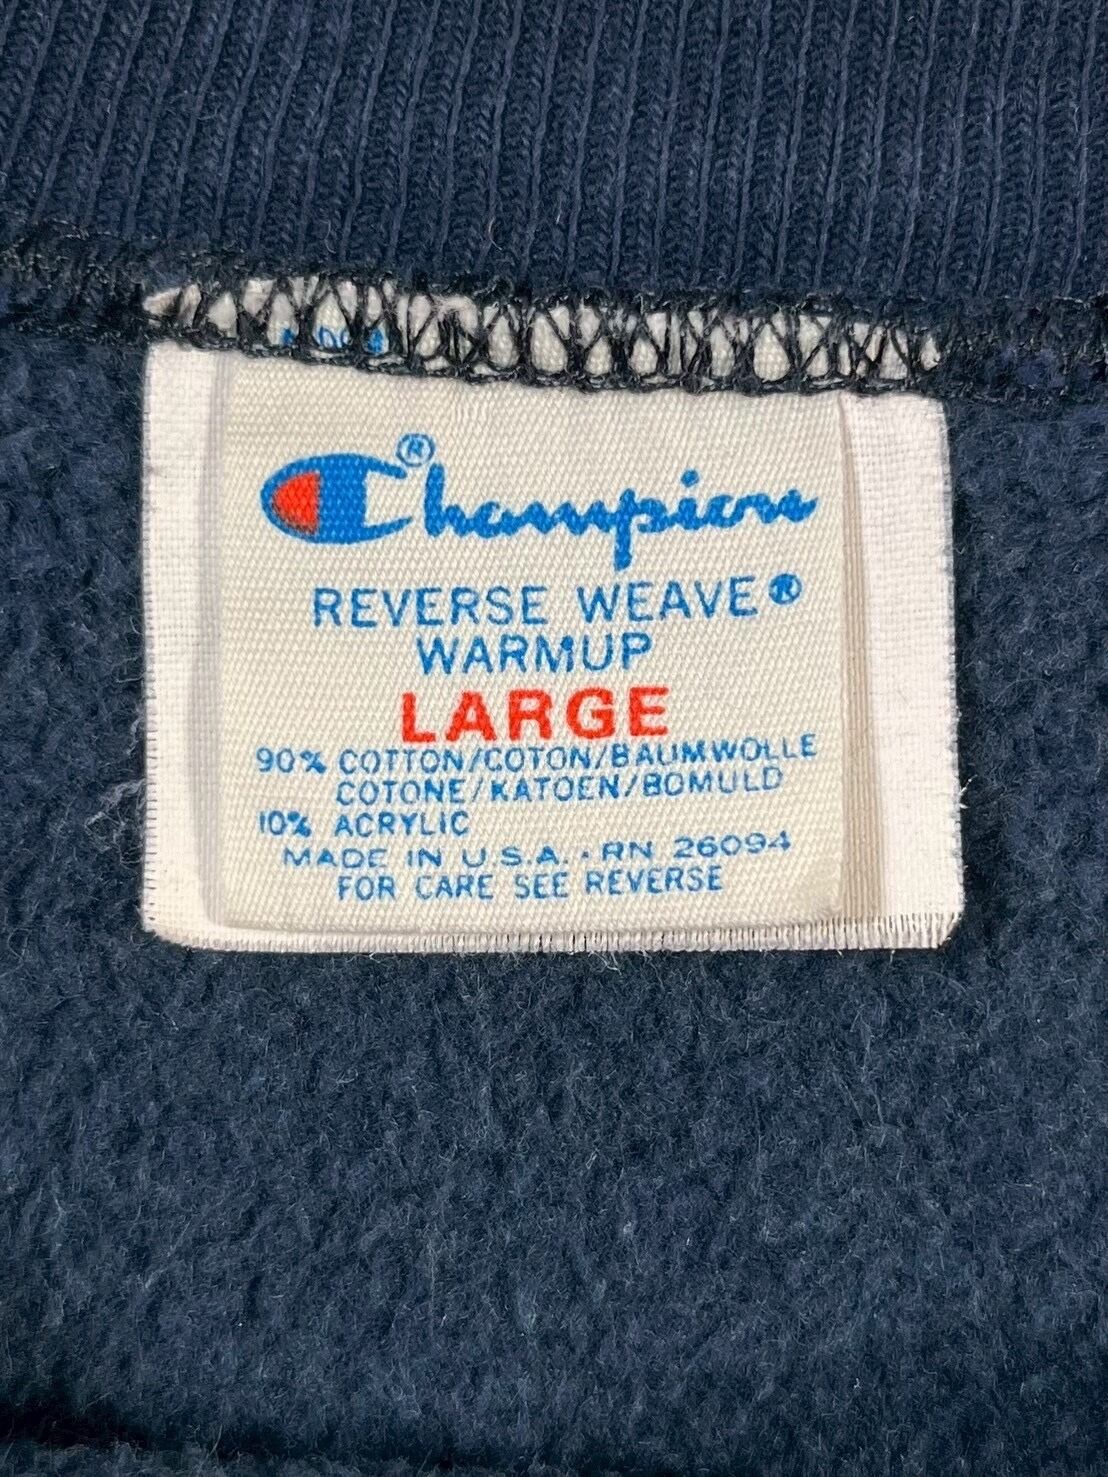 Champion®
REVERSE WEAVE®
WARMUP
LARGE
90% COTTON/COTON/BAUMWOLLE
COTONE/KATOEN/BOMULD
10% ACRYLIC
MADE IN U.S.A. • RN 26094
FOR CARE SEE REVERSE